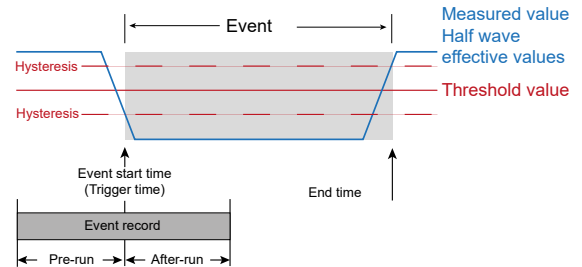 Event
Measured value
Half wave
effective values
Hysteresis
Threshold value
Hysteresis
Event start time
(Trigger time)
End time
Event record
Pre-run
After-run